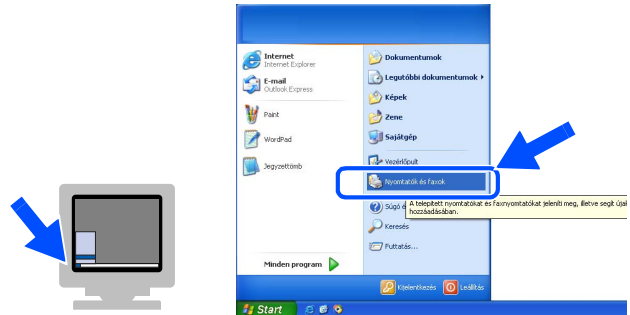 Internet
Internet Explorer
E-mail
Outlook Express
Paint
WordPad
Jegyzettömb
Minden program
Dokumentumok
Legutóbbi dokumentumok
Képek
Zene
Sajátgép
Vezérlőpult
Nyomtatók és faxok
Súgó é
A telepített nyomtatókat és faxnyomtatókat jeleníti meg, illetve segít újak
hozzáadásában.
Keresés
Futtatás...
Kijelentkezés Leállítás
Start